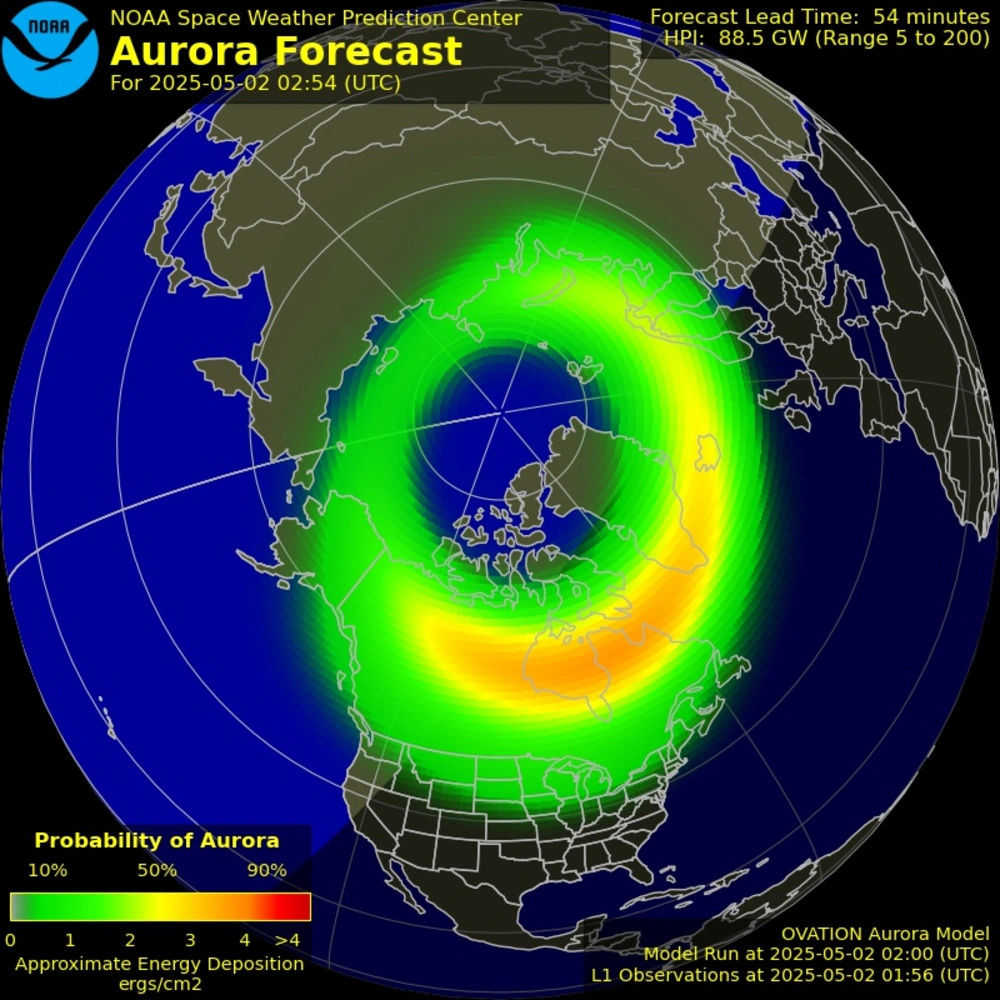 NOAA
NOAA Space Weather Prediction Center
Aurora Forecast
For 2025-05-02 02:54 (UTC)
Forecast Lead Time: 54 minutes
HPI: 88.5 GW (Range 5 to 200)
Probability of Aurora
10% 50% 90%
0 1 2 3 4 >4
Approximate Energy Deposition
ergs/cm2
OVATION Aurora Model
Model Run at 2025-05-02 02:00 (UTC)
L1 Observations at 2025-05-02 01:56 (UTC)